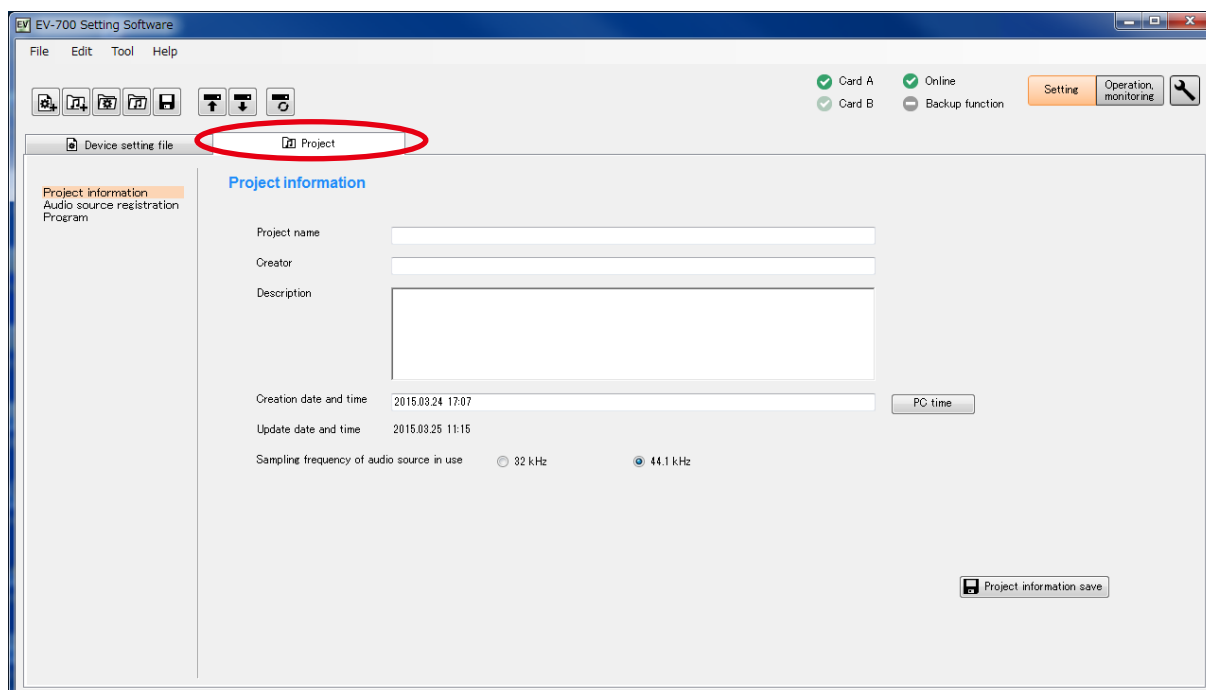 EV EV-700 Setting Software
File Edit Tool Help
Card A Online
Card B Backup function
Setting
Operation,
monitoring
Device setting file Project
Project information
Audio source registration
Program
Project information
Project name
Creator
Description
Creation date and time 2015.03.24 17:07 PC time
Update date and time 2015.03.25 11:15
Sampling frequency of audio source in use 32 kHz 44.1 kHz
Project information save